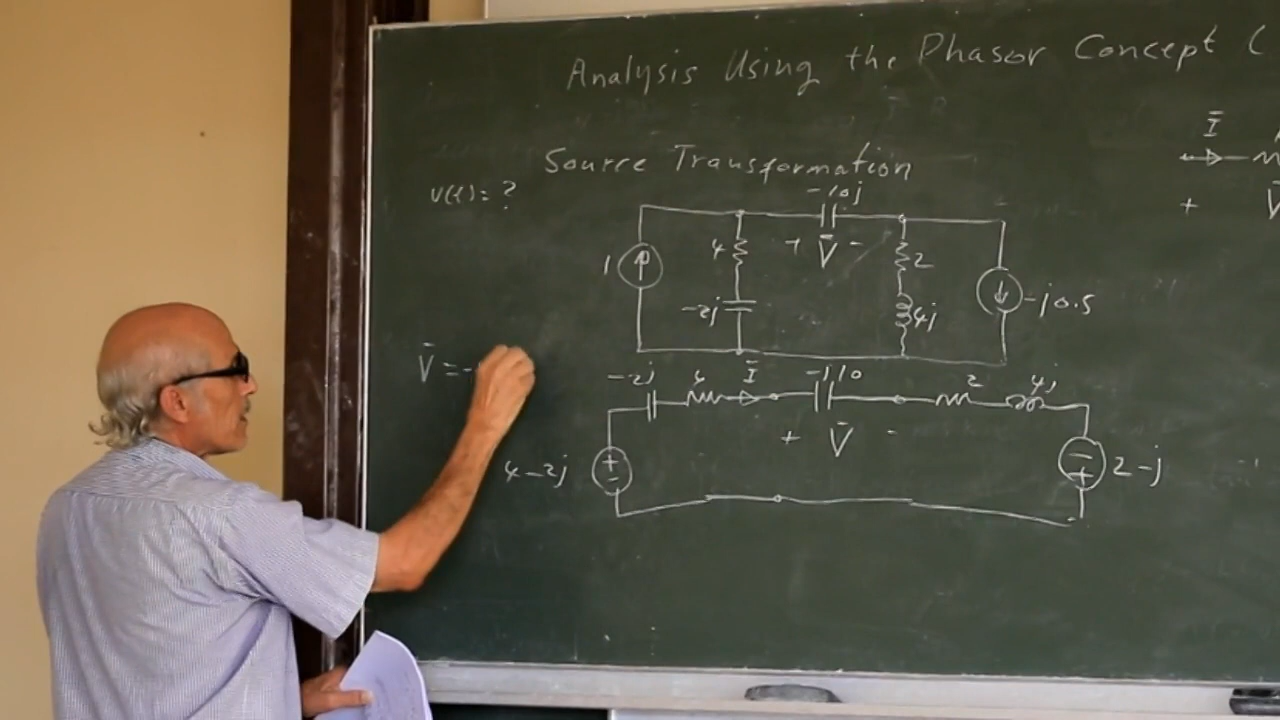 Analysis Using the Phasor Concept (
Source Transformation
v(t) = ?
Ī
+ V̄
-10j
1
4
+ V̄ -
2
-2j
4j
-j0.5
V̄ = -
-2j 4 Ī -j10 2 4j
+ V̄ -
4-2j
2-j